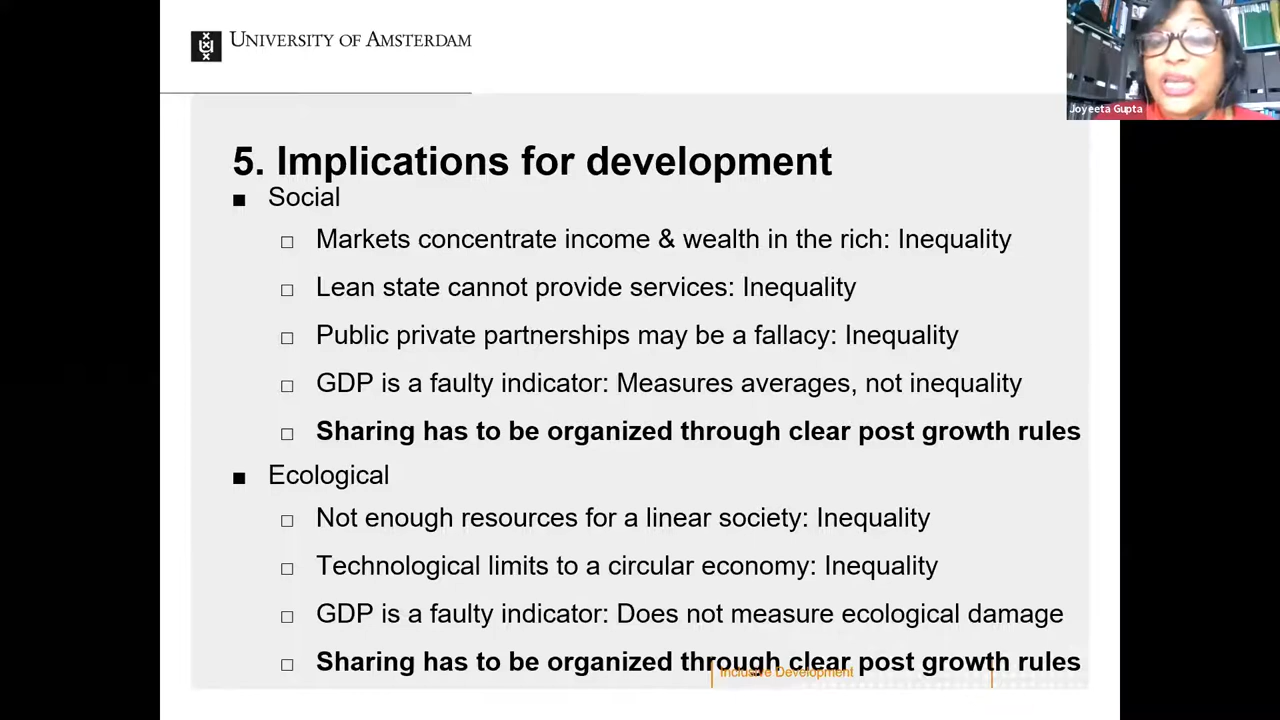 UNIVERSITY OF AMSTERDAM
Joyeeta Gupta
5. Implications for development
Social
Markets concentrate income & wealth in the rich: Inequality
Lean state cannot provide services: Inequality
Public private partnerships may be a fallacy: Inequality
GDP is a faulty indicator: Measures averages, not inequality
Sharing has to be organized through clear post growth rules
Ecological
Not enough resources for a linear society: Inequality
Technological limits to a circular economy: Inequality
GDP is a faulty indicator: Does not measure ecological damage
Sharing has to be organized through clear post growth rules
Inclusive Development